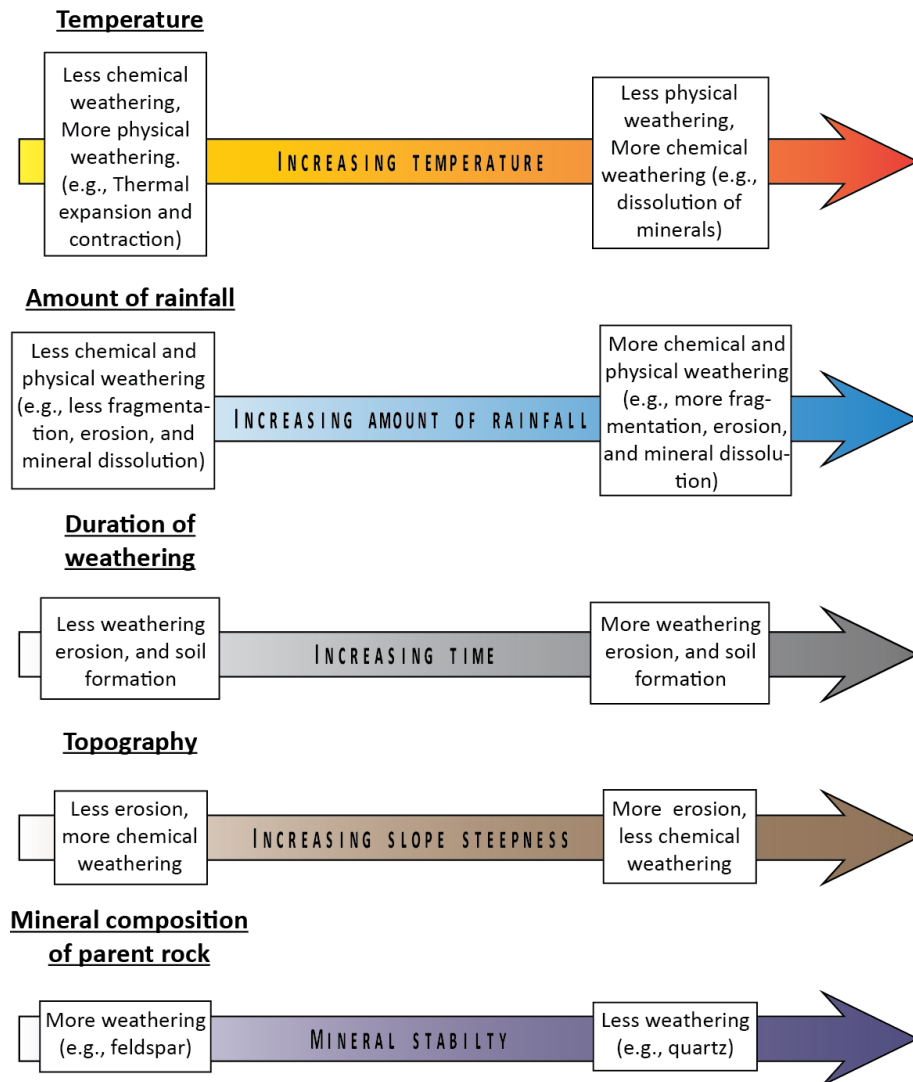 Temperature
Less chemical
weathering,
More physical
weathering.
(e.g., Thermal
expansion and
contraction)
INCREASING TEMPERATURE
Less physical
weathering,
More chemical
weathering (e.g.,
dissolution of
minerals)
Amount of rainfall
Less chemical and
physical weathering
(e.g., less fragmenta-
tion, erosion, and
mineral dissolution)
INCREASING AMOUNT OF RAINFALL
More chemical and
physical weathering
(e.g., more frag-
mentation, erosion,
and mineral dissolu-
tion)
Duration of
weathering
Less weathering
erosion, and soil
formation
INCREASING TIME
More weathering
erosion, and soil
formation
Topography
Less erosion,
more chemical
weathering
INCREASING SLOPE STEEPNESS
More erosion,
less chemical
weathering
Mineral composition
of parent rock
More weathering
(e.g., feldspar)
MINERAL STABILTY
Less weathering
(e.g., quartz)